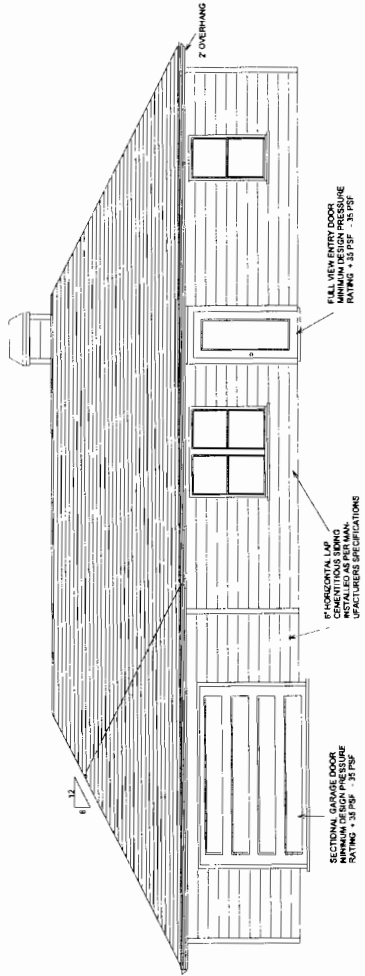 12
6
2' OVERHANG
SECTIONAL GARAGE DOOR
MINIMUM DESIGN PRESSURE
RATING + 35 PSF - 35 PSF
8" HORIZONTAL LAP
CEMENTITIOUS SIDING
INSTALLED AS PER MAN-
UFACTURERS SPECIFICATIONS
FULL VIEW ENTRY DOOR
MINIMUM DESIGN PRESSURE
RATING + 35 PSF - 35 PSF